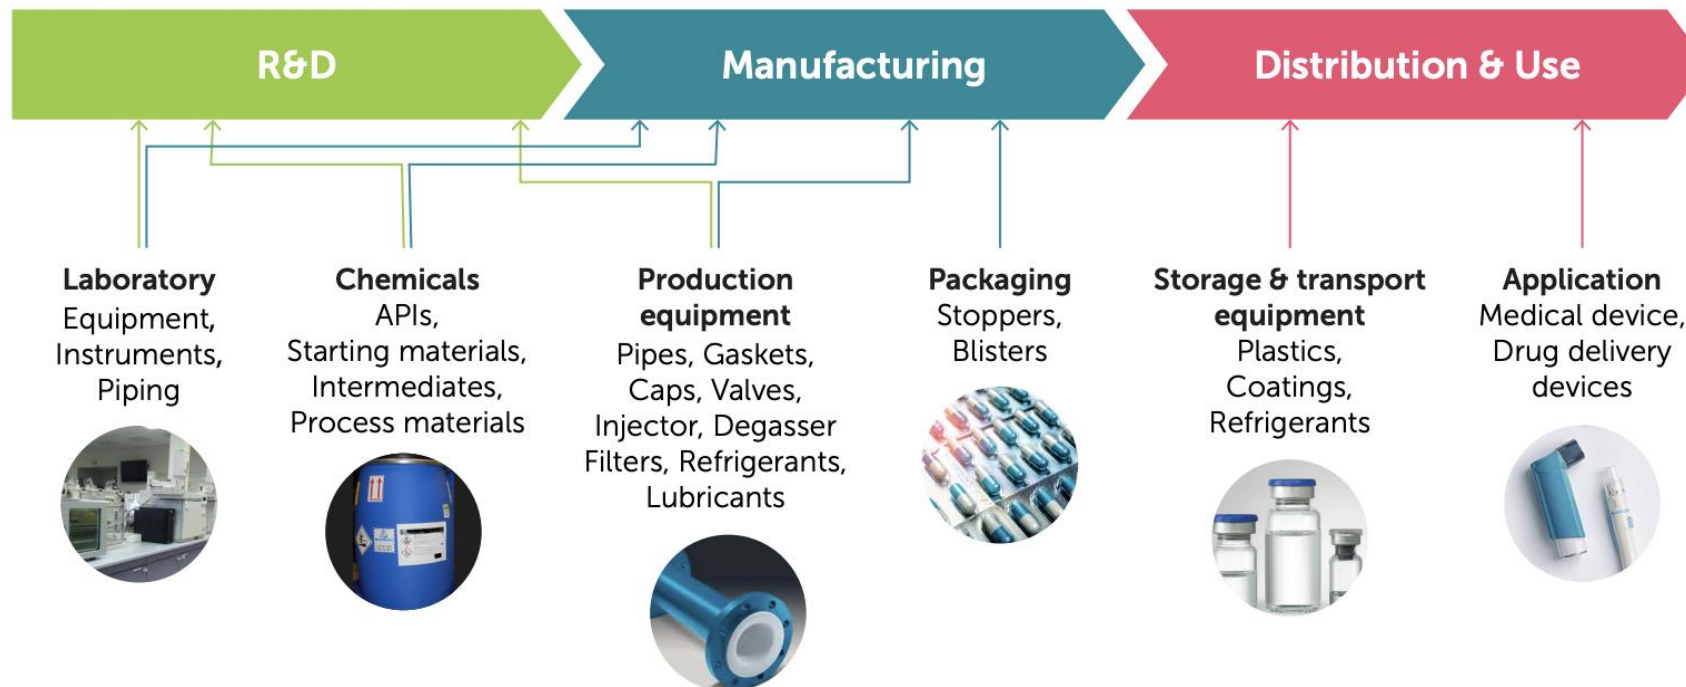 R&D
Manufacturing
Distribution & Use
Laboratory
Equipment,
Instruments,
Piping
Chemicals
APIs,
Starting materials,
Intermediates,
Process materials
Production
equipment
Pipes, Gaskets,
Caps, Valves,
Injector, Degasser
Filters, Refrigerants,
Lubricants
Packaging
Stoppers,
Blisters
Storage & transport
equipment
Plastics,
Coatings,
Refrigerants
Application
Medical device,
Drug delivery
devices